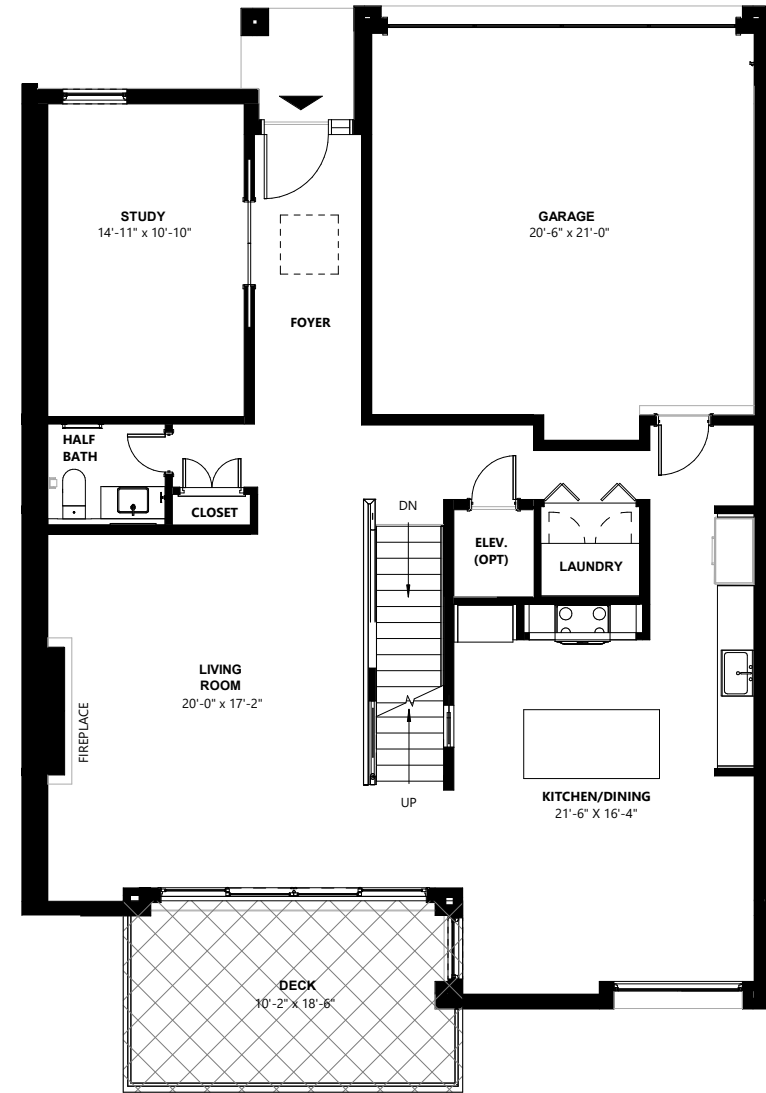 STUDY
14'-11" x 10'-10"
GARAGE
20'-6" x 21'-0"
FOYER
HALF
BATH
CLOSET
DN
ELEV.
(OPT)
LAUNDRY
LIVING
ROOM
20'-0" x 17'-2"
FIREPLACE
UP
KITCHEN/DINING
21'-6" X 16'-4"
DECK
10'-2" x 18'-6"